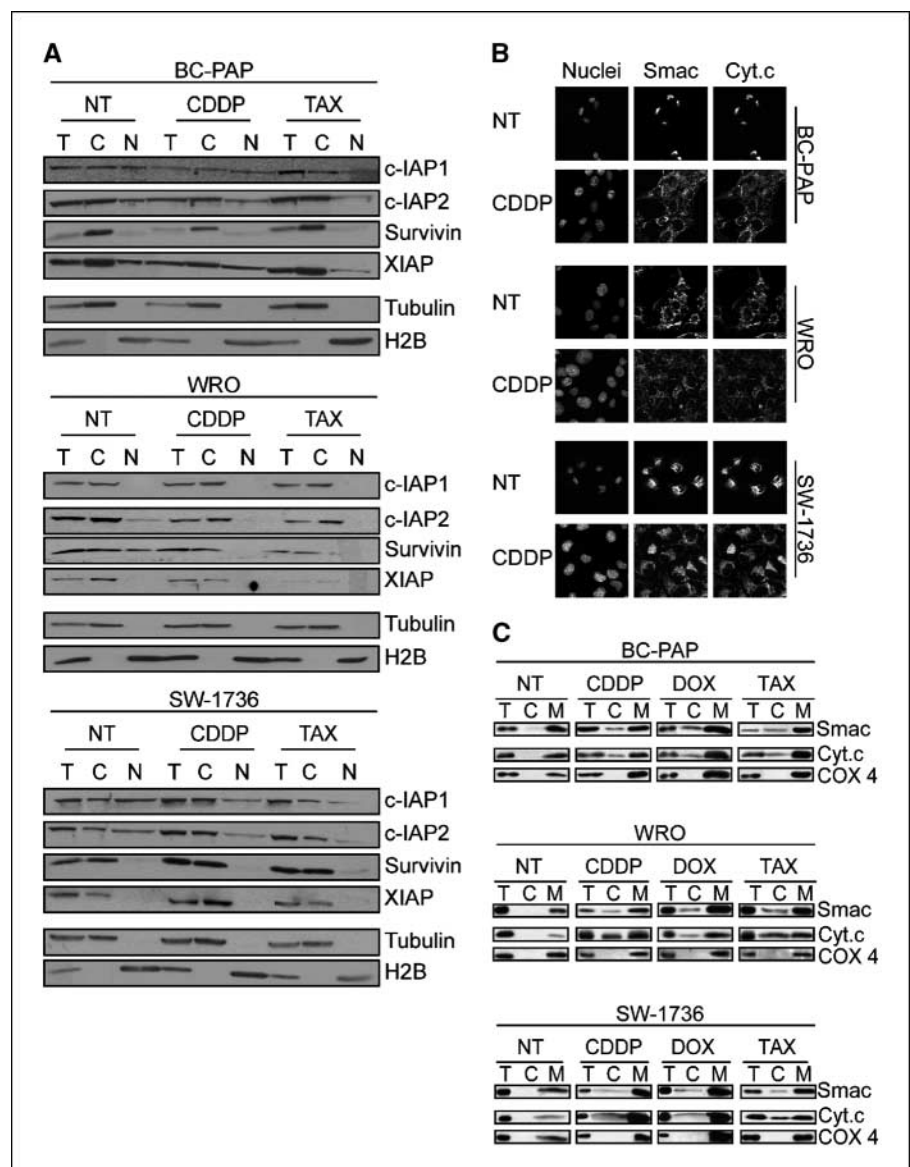 A
BC-PAP
NT CDDP TAX
T C N T C N T C N
c-IAP1
c-IAP2
Survivin
XIAP
Tubulin
H2B
WRO
NT CDDP TAX
T C N T C N T C N
c-IAP1
c-IAP2
Survivin
XIAP
Tubulin
H2B
SW-1736
NT CDDP TAX
T C N T C N T C N
c-IAP1
c-IAP2
Survivin
XIAP
Tubulin
H2B
B
Nuclei Smac Cyt.c
NT
CDDP
BC-PAP
NT
CDDP
WRO
NT
CDDP
SW-1736
C
BC-PAP
NT CDDP DOX TAX
T C M T C M T C M T C M
Smac
Cyt.c
COX 4
WRO
NT CDDP DOX TAX
T C M T C M T C M T C M
Smac
Cyt.c
COX 4
SW-1736
NT CDDP DOX TAX
T C M T C M T C M T C M
Smac
Cyt.c
COX 4